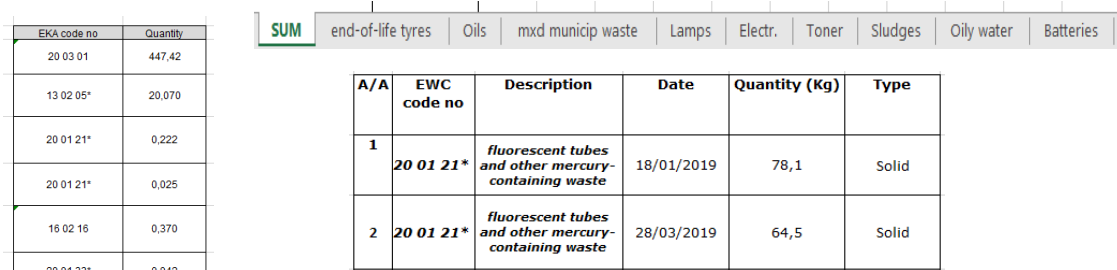 EKA code no Quantity
20 03 01 447,42
13 02 05* 20,070
20 01 21* 0,222
20 01 21* 0,025
16 02 16 0,370
SUM end-of-life tyres Oils mxd municip waste Lamps Electr. Toner Sludges Oily water Batteries
A/A EWC Description Date Quantity (Kg) Type
code no
1 fluorescent tubes
20 01 21* and other mercury- 18/01/2019 78,1 Solid
containing waste
fluorescent tubes
2 20 01 21* and other mercury- 28/03/2019 64,5 Solid
containing waste